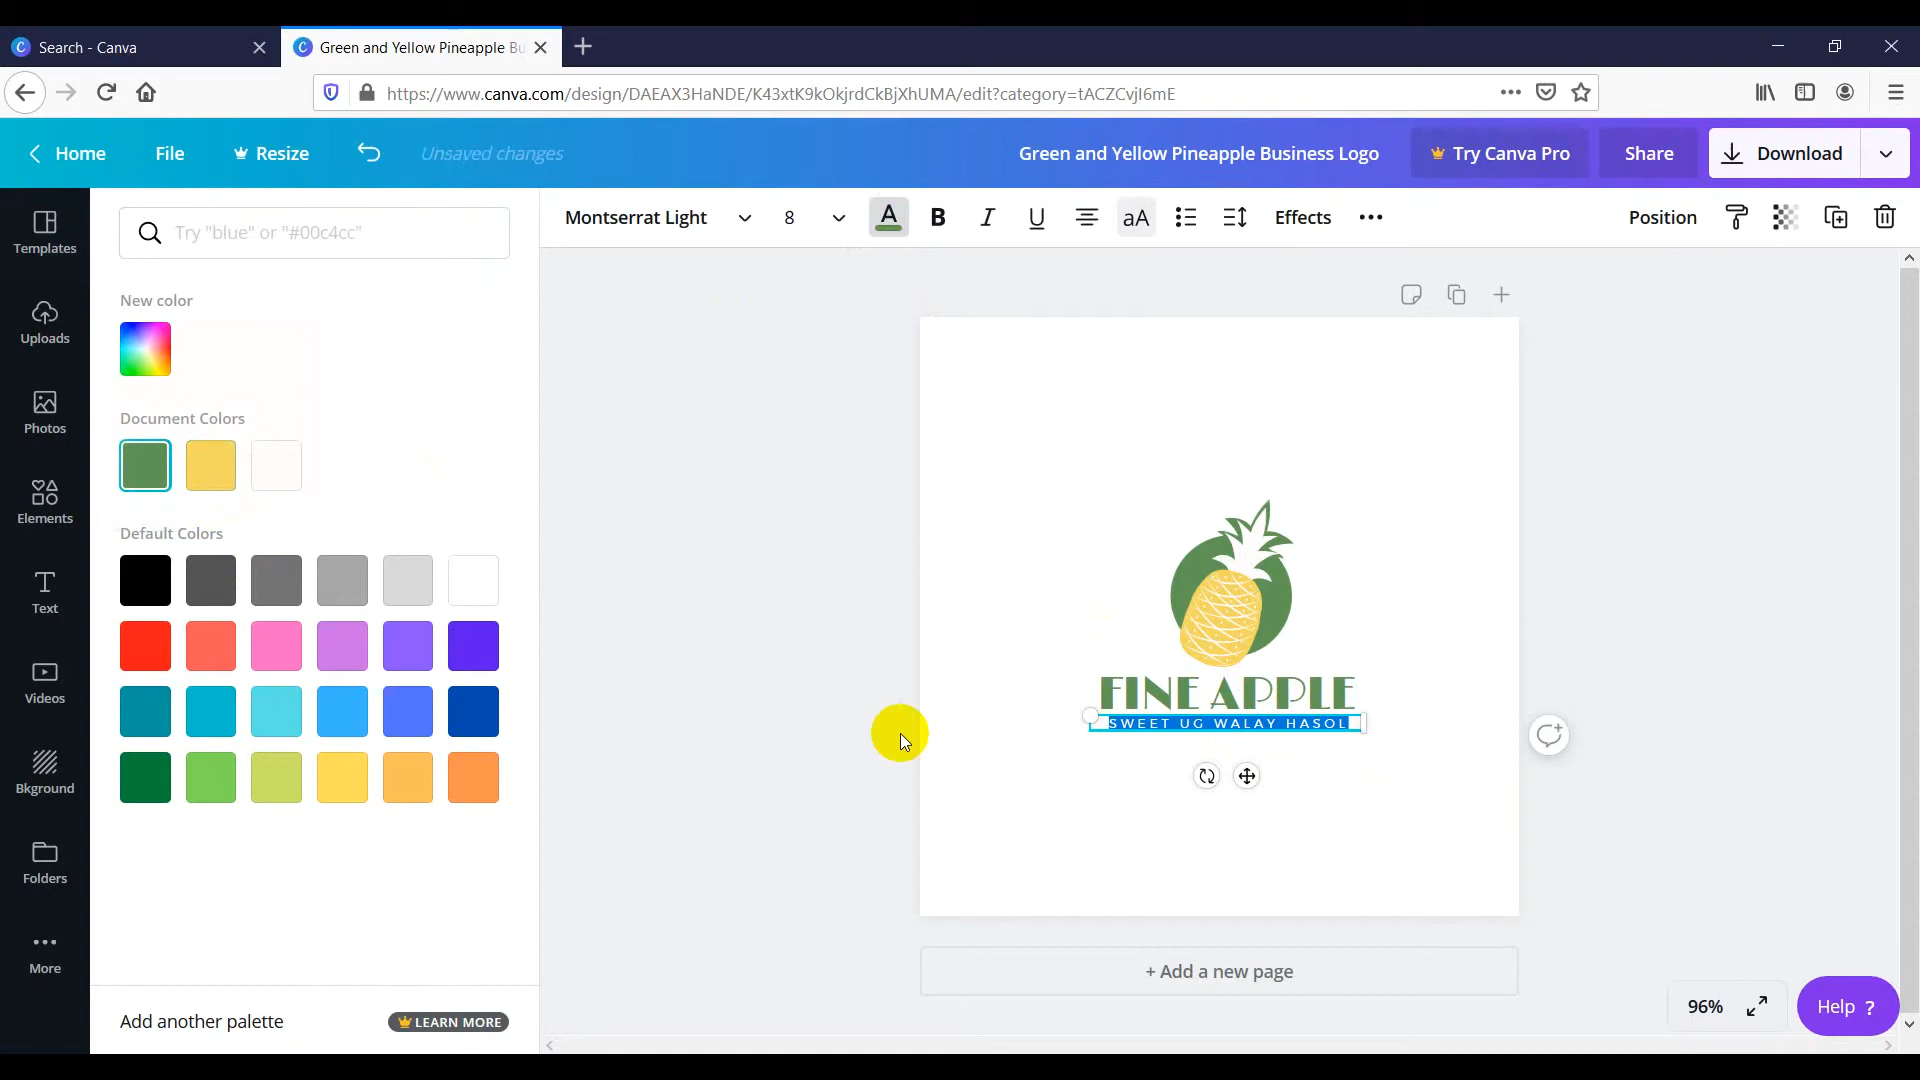 Search - Canva
Green and Yellow Pineapple Bu
https://www.canva.com/design/DAEAX3HaNDE/K43xtK9kOkjrdCkBjXhUMA/edit?category=tACZCvjI6mE
Home
File
Resize
Unsaved changes
Green and Yellow Pineapple Business Logo
Try Canva Pro
Share
Download
Templates
Uploads
Photos
Elements
Text
Videos
Bkground
Folders
More
Try "blue" or "#00c4cc"
New color
Document Colors
Default Colors
Add another palette
LEARN MORE
Montserrat Light
8
A
B
I
U
aA
Effects
Position
FINE APPLE
SWEET UG WALAY HASOL
+ Add a new page
96%
Help ?